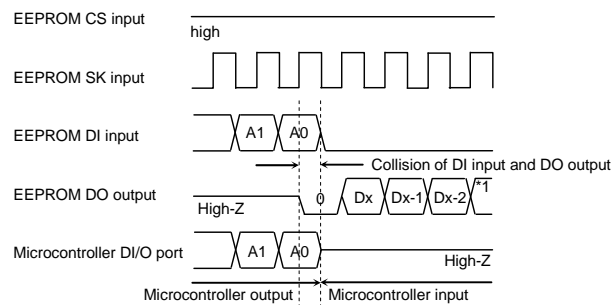 EEPROM CS input
high
EEPROM SK input
EEPROM DI input
A1 A0
Collision of DI input and DO output
EEPROM DO output
High-Z
0 Dx Dx-1 Dx-2 *1
Microcontroller DI/O port
A1 A0
High-Z
Microcontroller output Microcontroller input